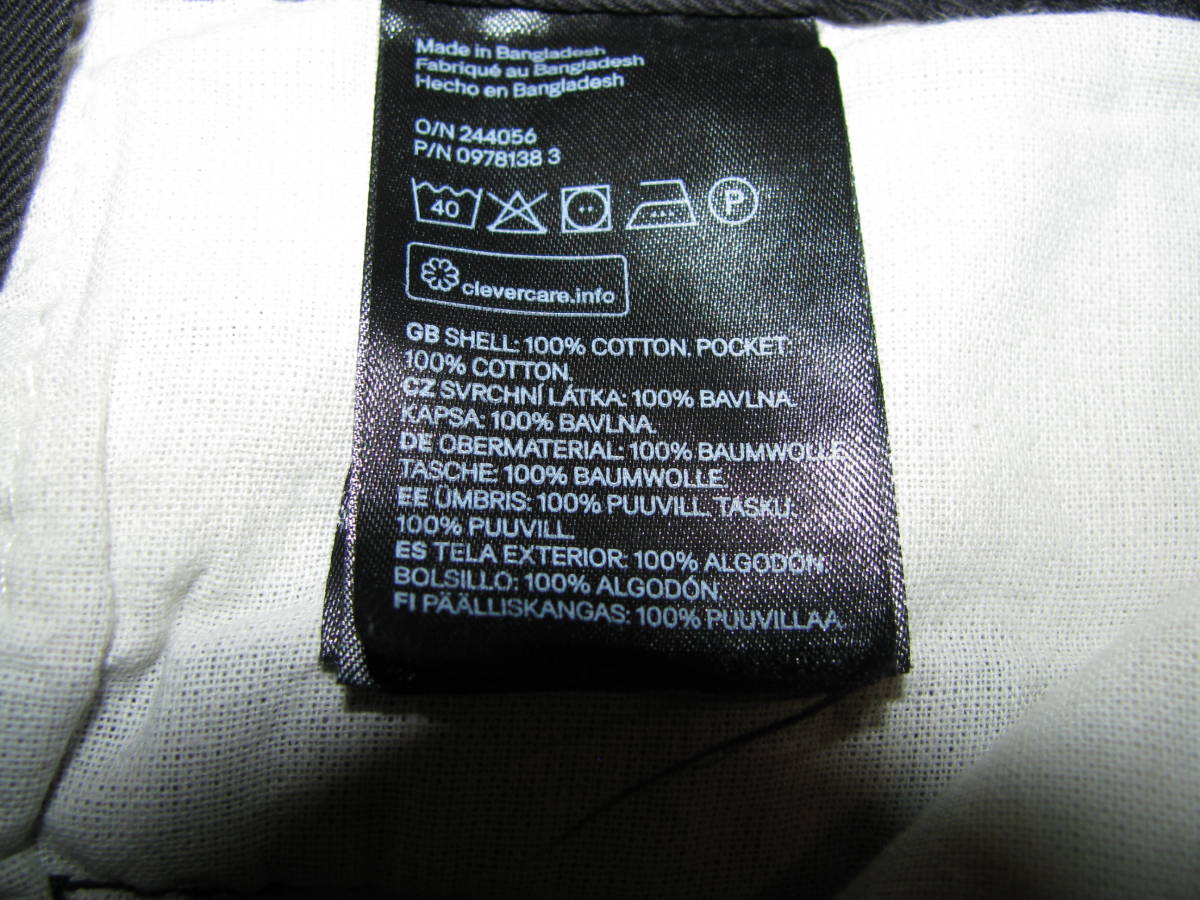 Made in Bangladesh
Fabriqué au Bangladesh
Hecho en Bangladesh
O/N 244056
P/N 0978138 3
40 P
clevercare.info
GB SHELL: 100% COTTON. POCKET:
100% COTTON.
CZ SVRCHNÍ LÁTKA: 100% BAVLNA.
KAPSA: 100% BAVLNA.
DE OBERMATERIAL: 100% BAUMWOLLE.
TASCHE: 100% BAUMWOLLE.
EE ÜMBRIS: 100% PUUVILL. TASKU:
100% PUUVILL.
ES TELA EXTERIOR: 100% ALGODÓN.
BOLSILLO: 100% ALGODÓN.
FI PÄÄLLISKANGAS: 100% PUUVILLAA.